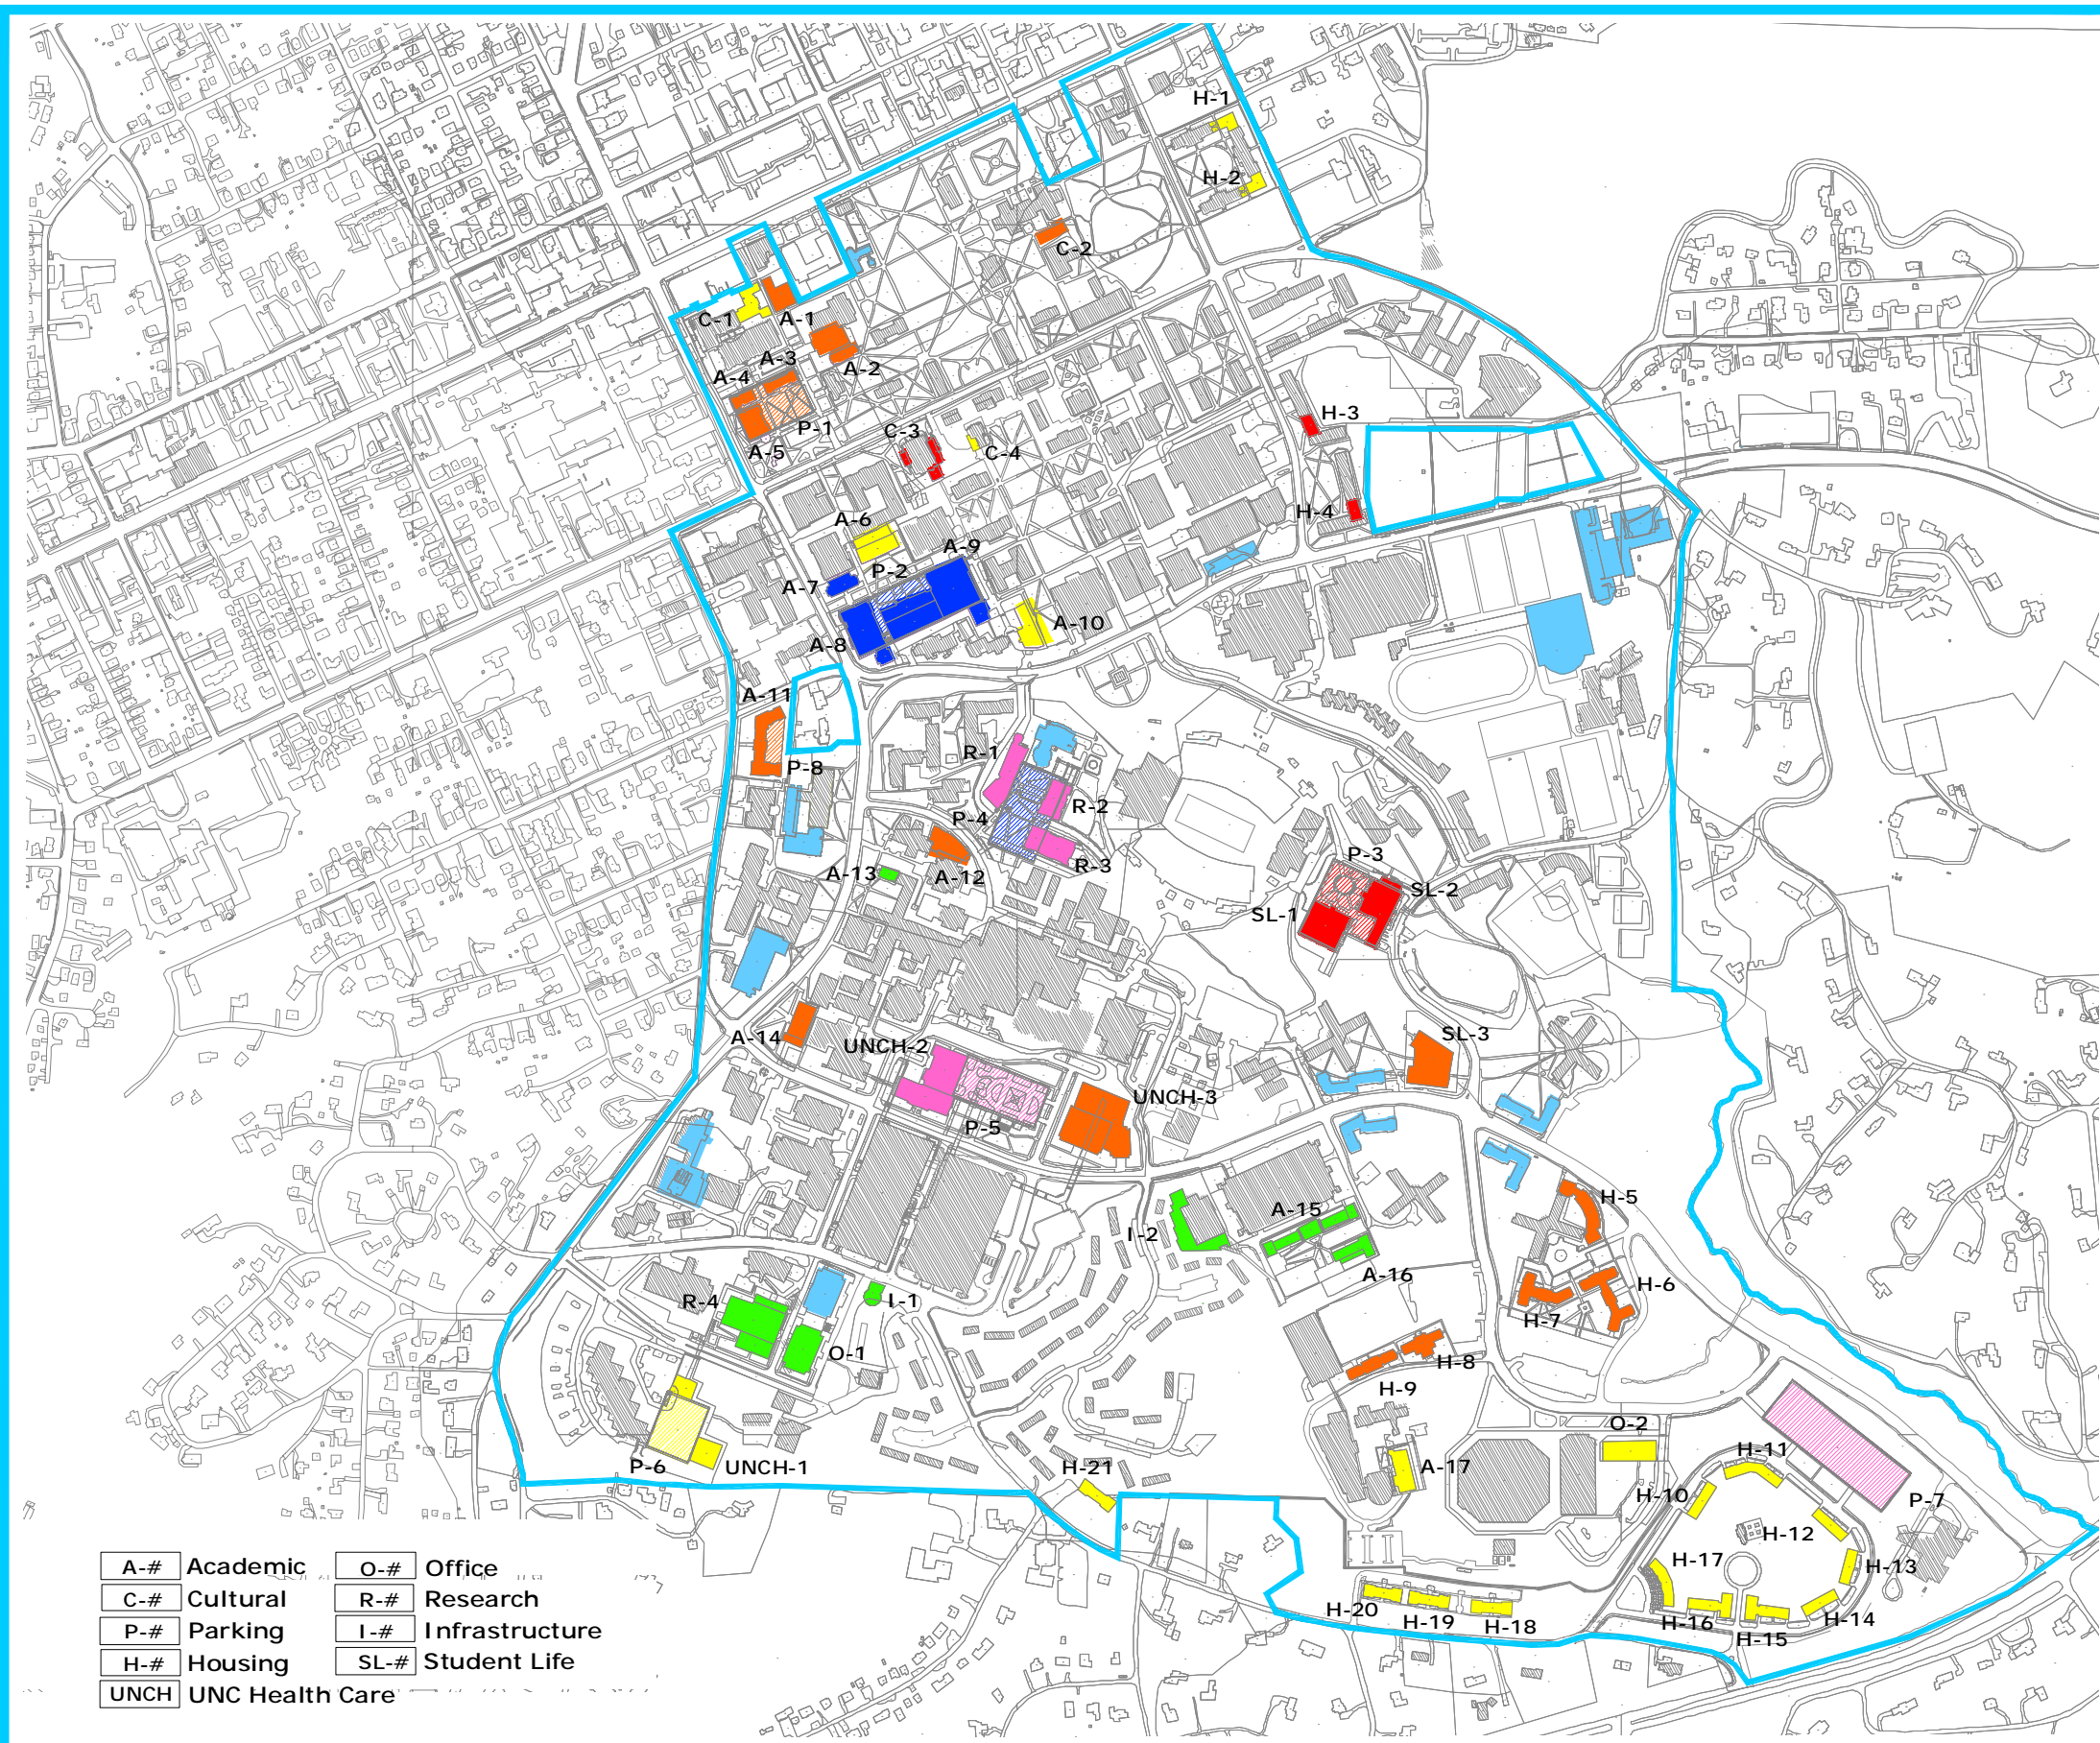 H-1
H-2
C-2
C-1
A-1
A-3
A-2
A-4
P-1
A-5
H-3
C-3
C-4
H-4
A-6
A-9
P-2
A-7
A-10
A-8
A-11
R-1
P-8
R-2
P-4
P-3
R-3
A-13
A-12
SL-2
SL-1
SL-3
A-14
UNCH-2
UNCH-3
P-5
H-5
A-15
I-2
A-16
H-6
R-4
I-1
H-7
O-1
H-8
H-9
O-2
H-11
P-6
UNCH-1
H-21
A-17
H-10
P-7
H-12
H-17
H-13
H-20
H-19
H-18
H-16
H-14
H-15
A-# Academic
O-# Office
C-# Cultural
R-# Research
P-# Parking
I-# Infrastructure
H-# Housing
SL-# Student Life
UNCH UNC Health Care